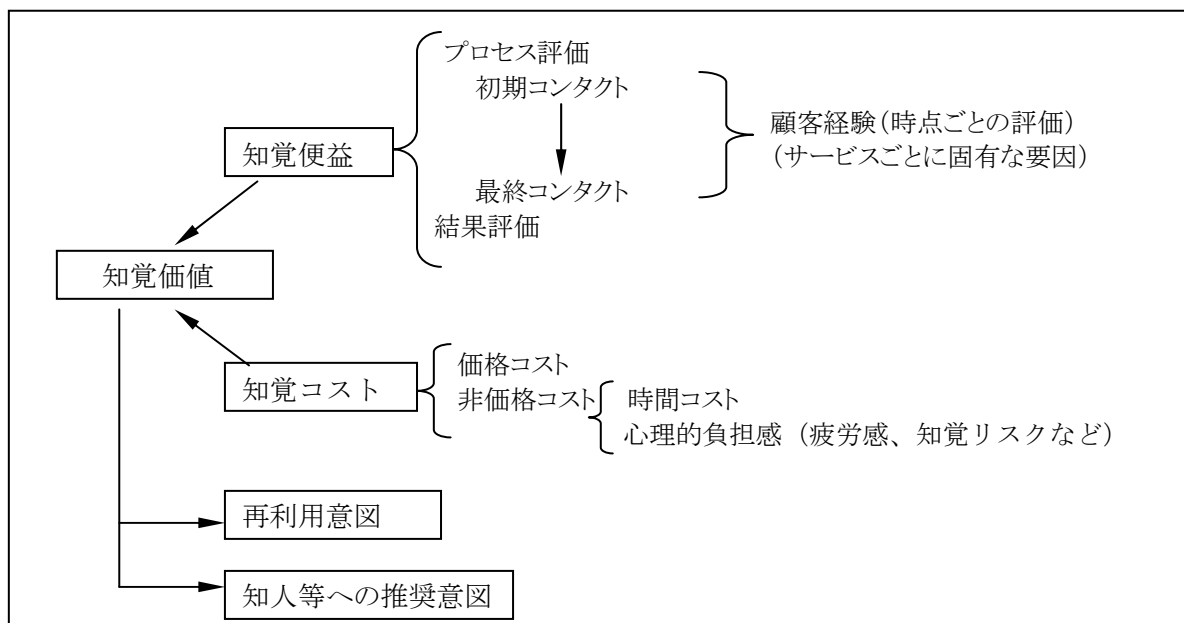 プロセス評価
初期コンタクト
最終コンタクト
結果評価
顧客経験(時点ごとの評価)
(サービスごとに固有な要因)
知覚便益
知覚価値
知覚コスト
価格コスト
非価格コスト
時間コスト
心理的負担感(疲労感、知覚リスクなど)
再利用意図
知人等への推奨意図